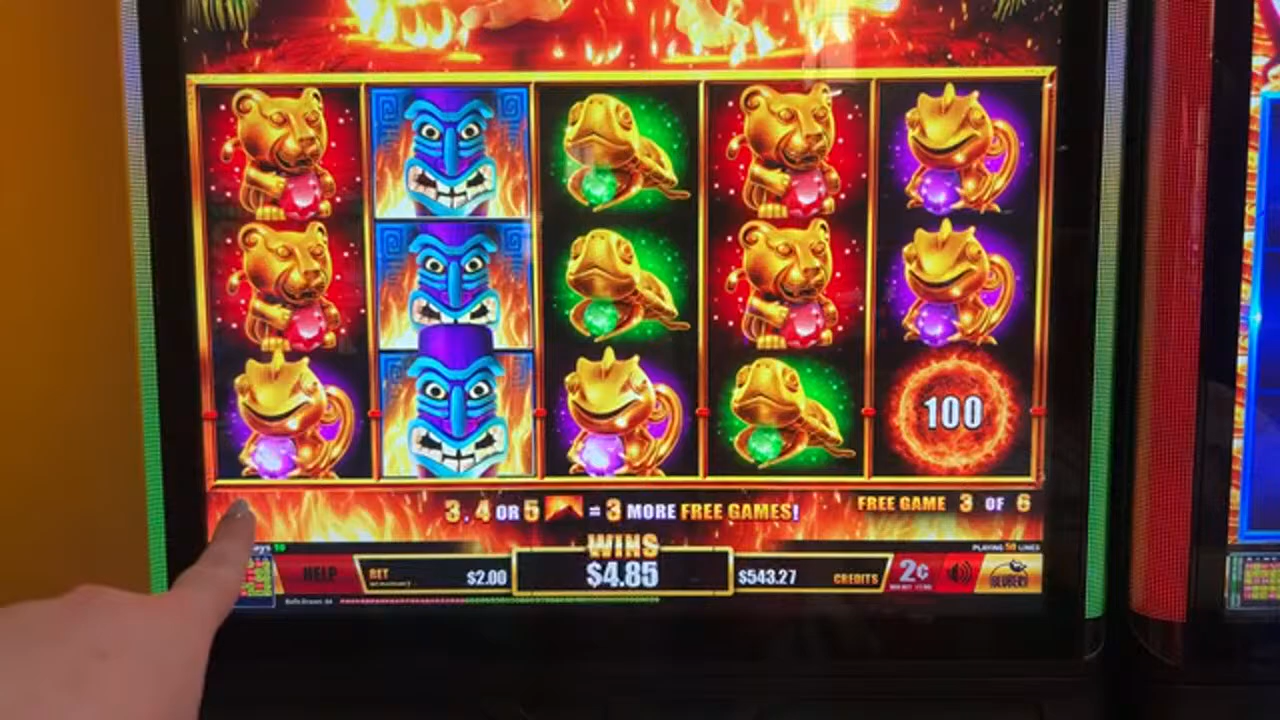 100
3, 4 OR 5 = 3 MORE FREE GAMES!
FREE GAME 3 OF 6
WINS
PLAYING 50 LINES
HELP
BET
$2.00
$4.85
$543.27
CREDITS
2¢